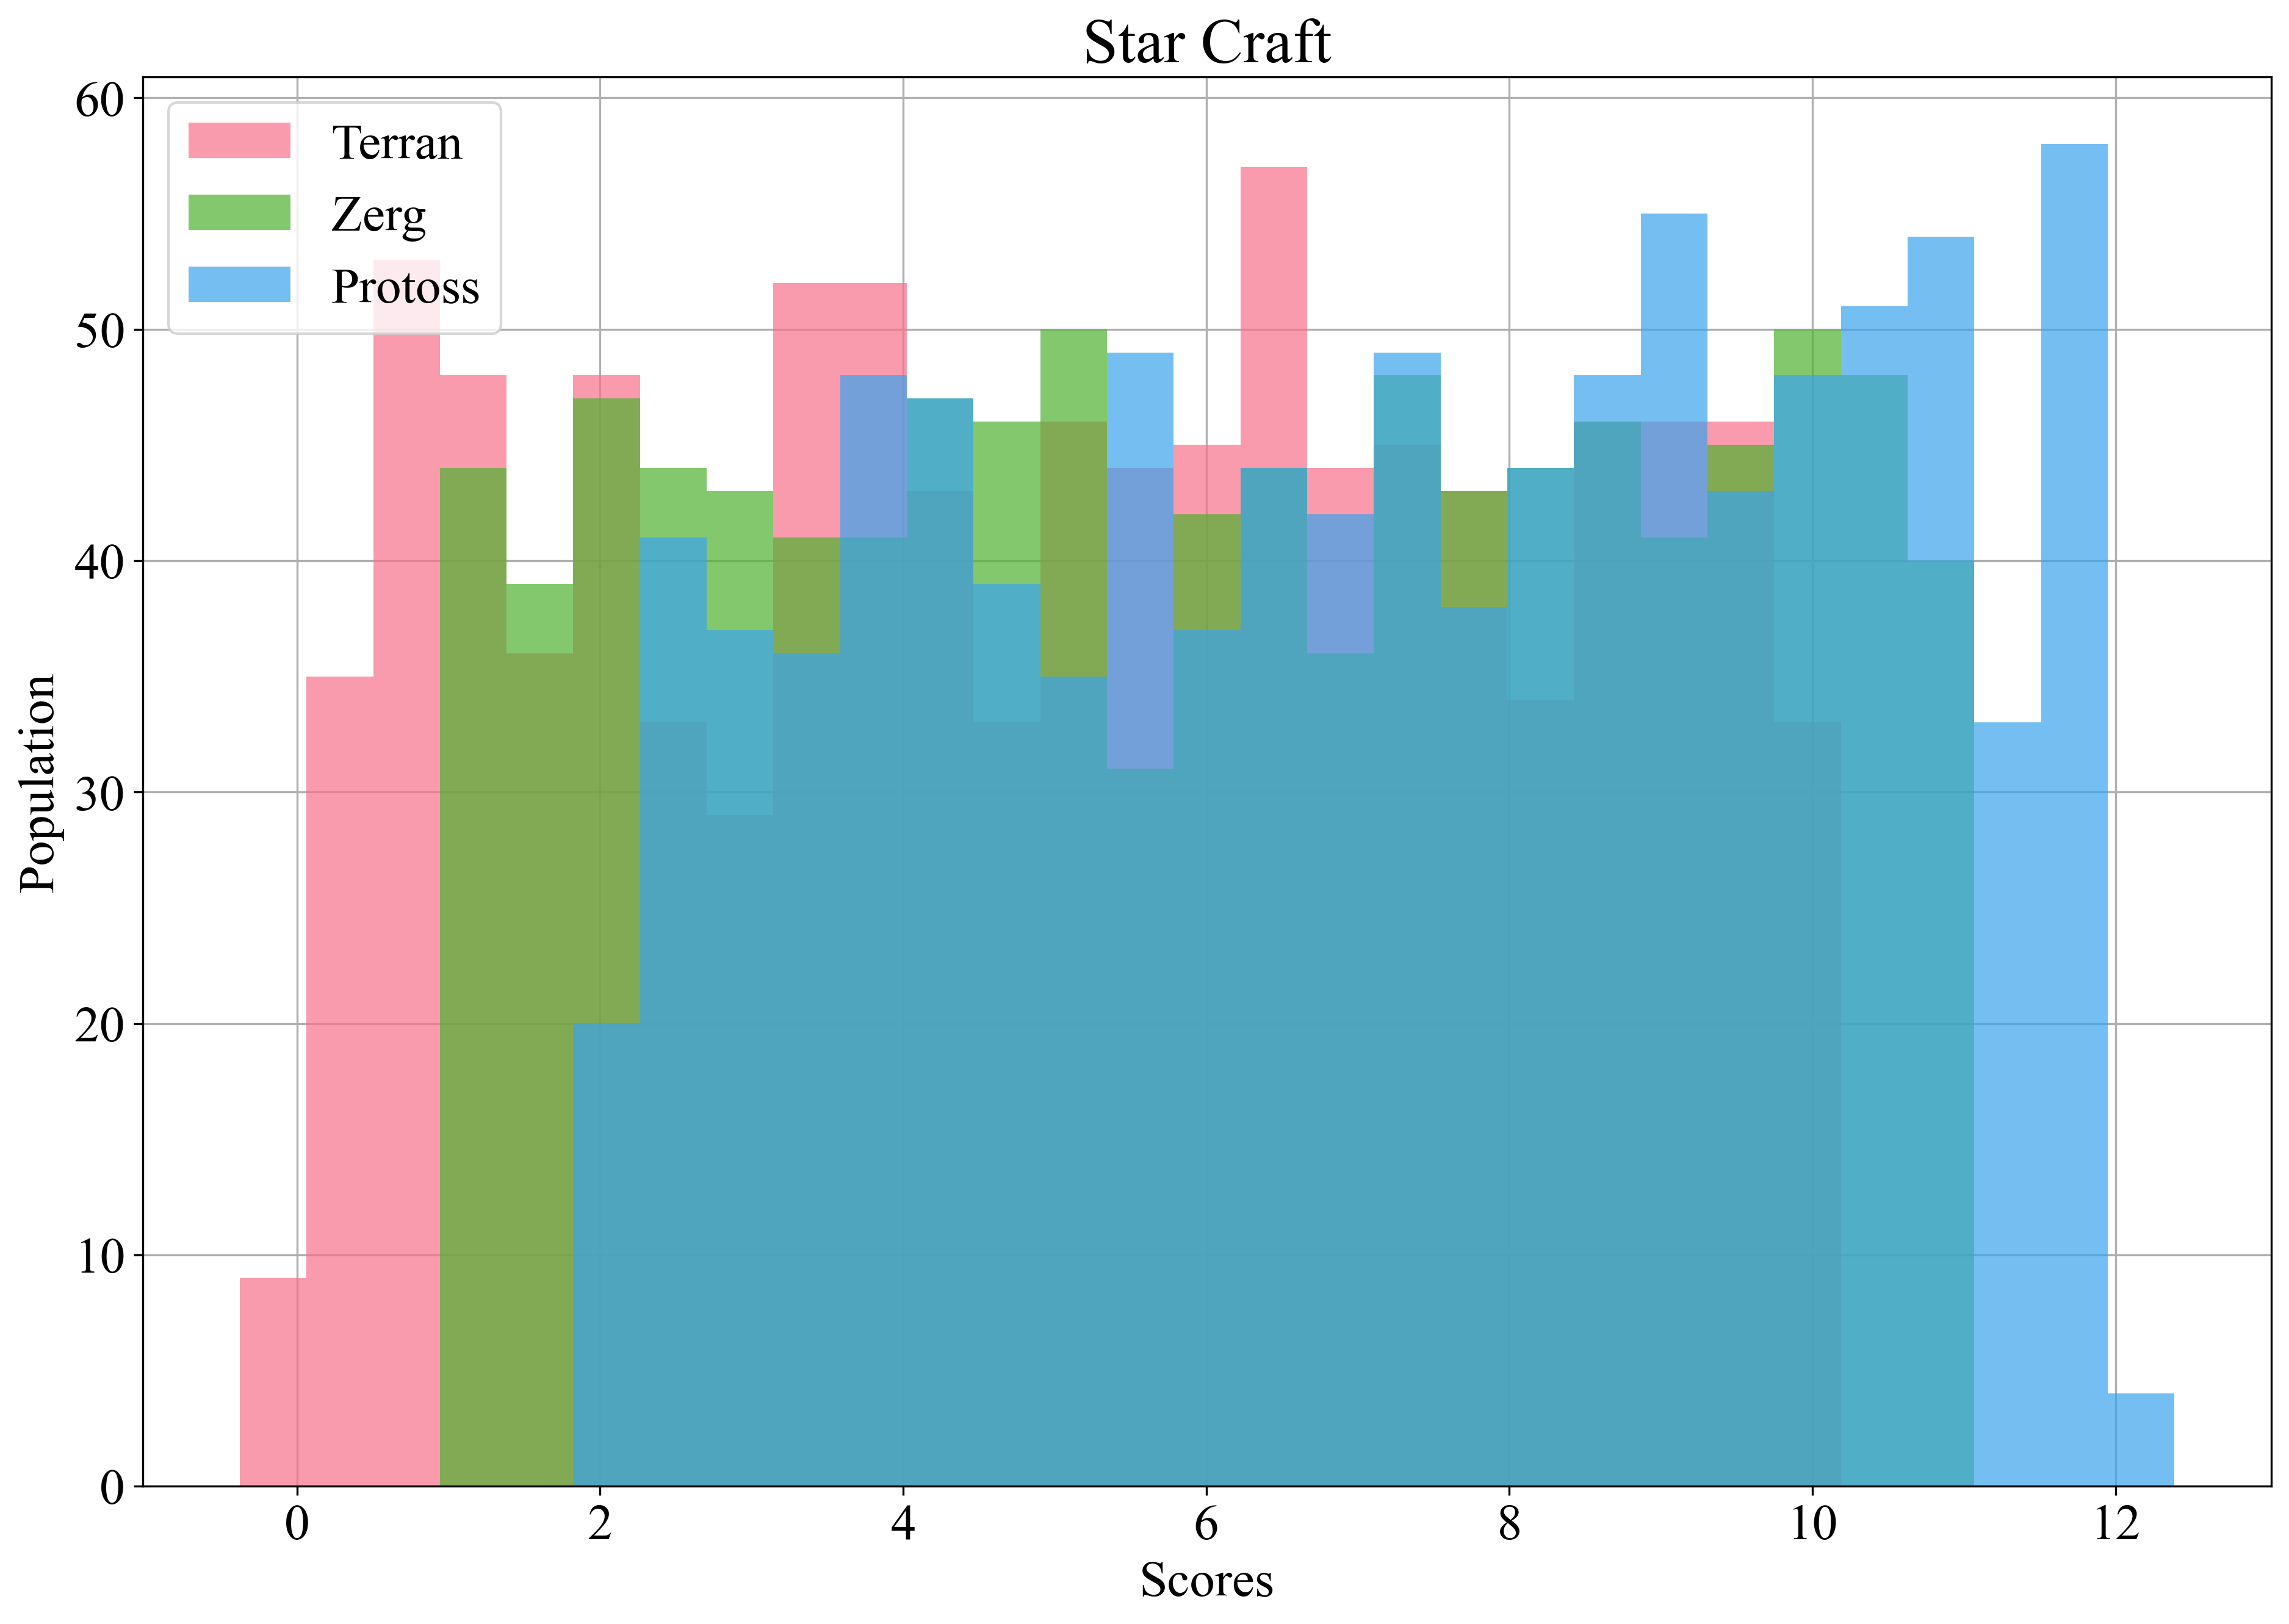 Star Craft
60
50
40
30
20
10
0
Population
Terran
Zerg
Protoss
0 2 4 6 8 10 12
Scores